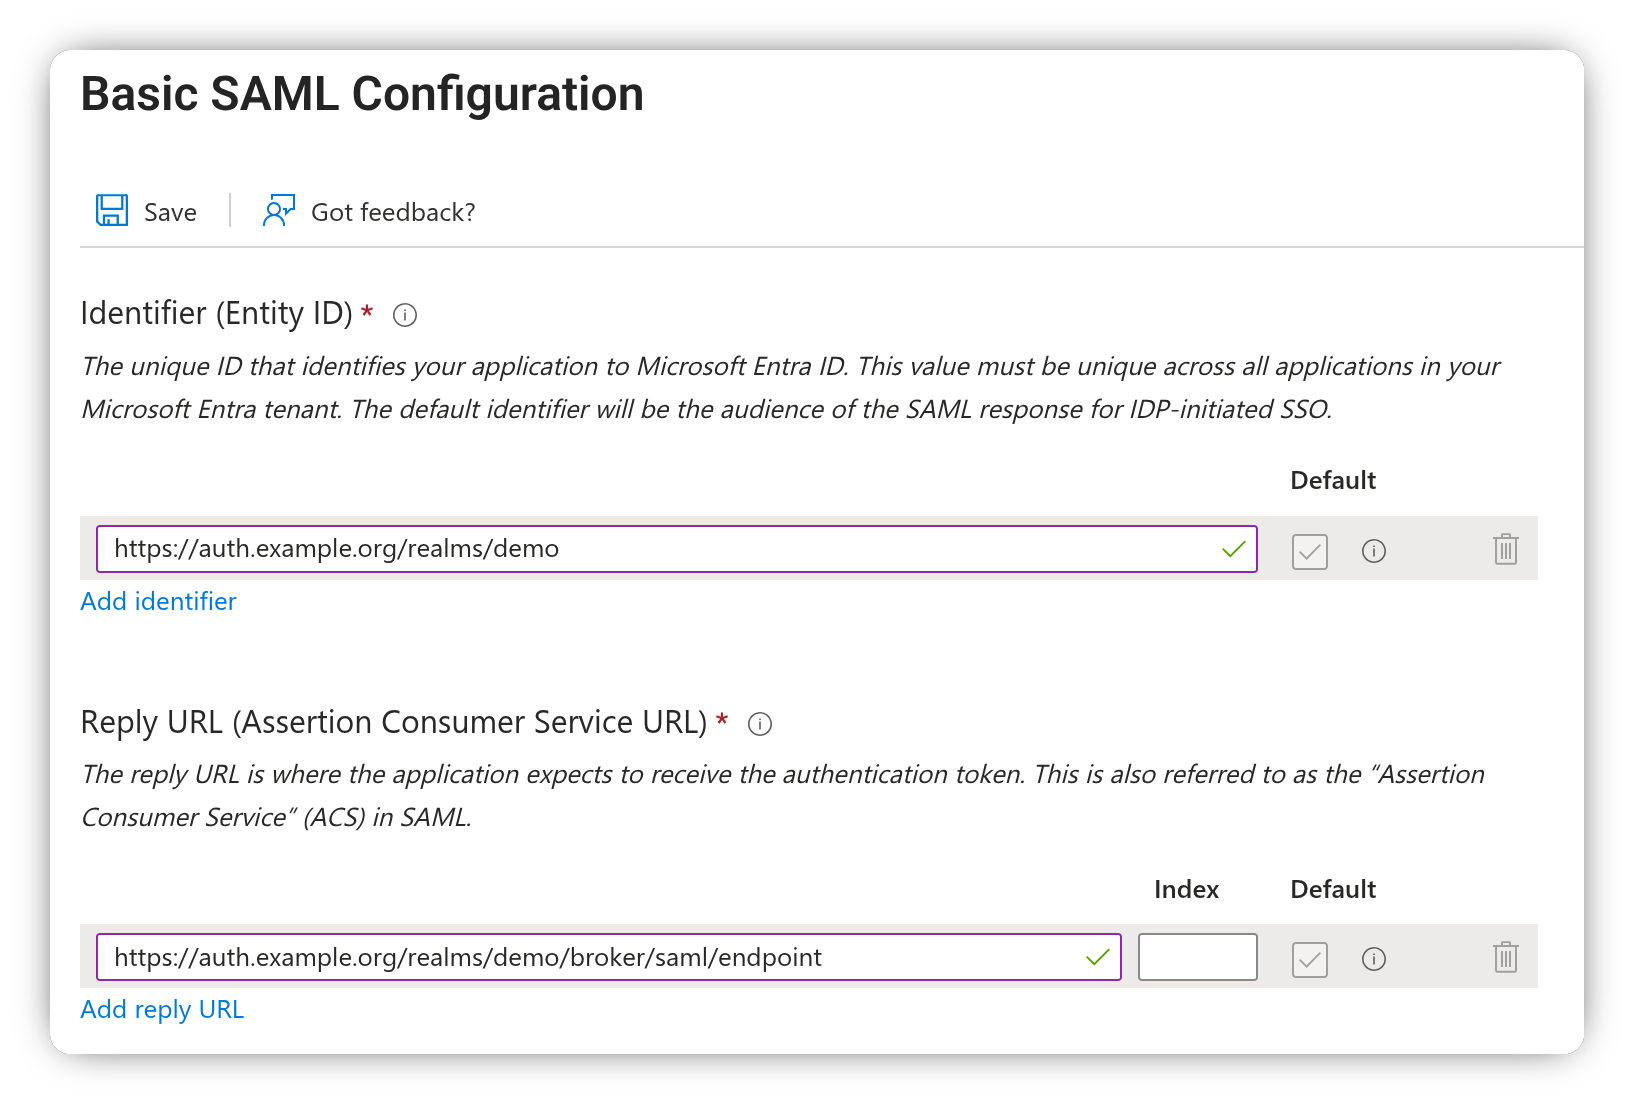 Basic SAML Configuration
Save
Got feedback?
Identifier (Entity ID) *
The unique ID that identifies your application to Microsoft Entra ID. This value must be unique across all applications in your
Microsoft Entra tenant. The default identifier will be the audience of the SAML response for IDP-initiated SSO.
Default
https://auth.example.org/realms/demo
Add identifier
Reply URL (Assertion Consumer Service URL) *
The reply URL is where the application expects to receive the authentication token. This is also referred to as the “Assertion
Consumer Service” (ACS) in SAML.
Index Default
https://auth.example.org/realms/demo/broker/saml/endpoint
Add reply URL